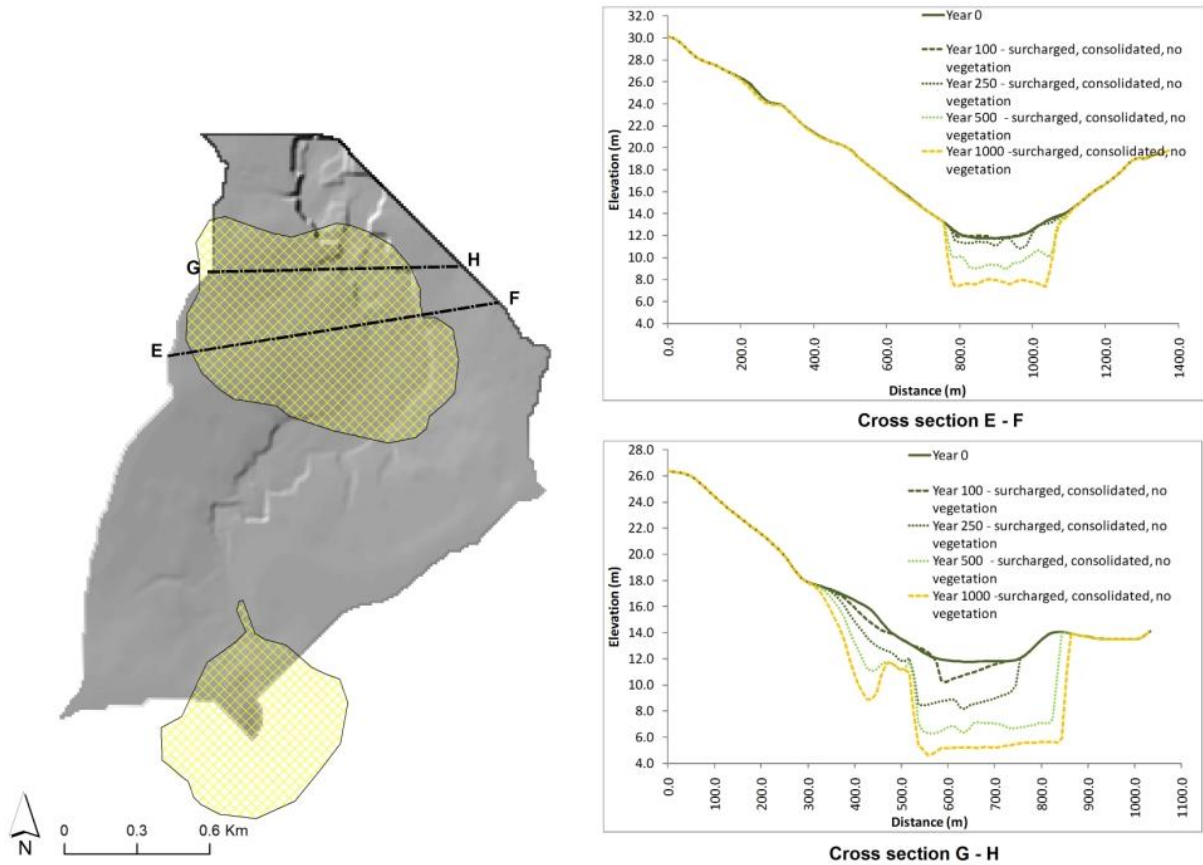 G
H
F
E
N
0
0.3
0.6 Km
32.0
30.0
28.0
26.0
24.0
22.0
20.0
18.0
16.0
14.0
12.0
10.0
8.0
6.0
4.0
Elevation (m)
Year 0
Year 100 - surcharged, consolidated, no
vegetation
Year 250 - surcharged, consolidated, no
vegetation
Year 500 - surcharged, consolidated, no
vegetation
Year 1000 -surcharged, consolidated, no
vegetation
0.0
200.0
400.0
600.0
800.0
1000.0
1200.0
1400.0
Distance (m)
Cross section E - F
28.0
26.0
24.0
22.0
20.0
18.0
16.0
14.0
12.0
10.0
8.0
6.0
4.0
Elevation (m)
Year 0
Year 100 - surcharged, consolidated, no
vegetation
Year 250 - surcharged, consolidated, no
vegetation
Year 500 - surcharged, consolidated, no
vegetation
Year 1000 -surcharged, consolidated, no
vegetation
0.0
100.0
200.0
300.0
400.0
500.0
600.0
700.0
800.0
900.0
1000.0
1100.0
Distance (m)
Cross section G - H